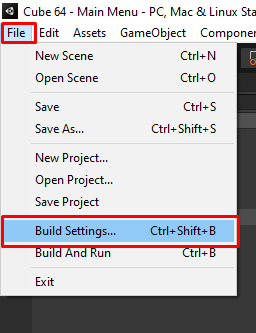 Cube 64 - Main Menu - PC, Mac & Linux Sta
File Edit Assets GameObject Componen
New Scene Ctrl+N
Open Scene Ctrl+O
Save Ctrl+S
Save As... Ctrl+Shift+S
New Project...
Open Project...
Save Project
Build Settings... Ctrl+Shift+B
Build And Run Ctrl+B
Exit